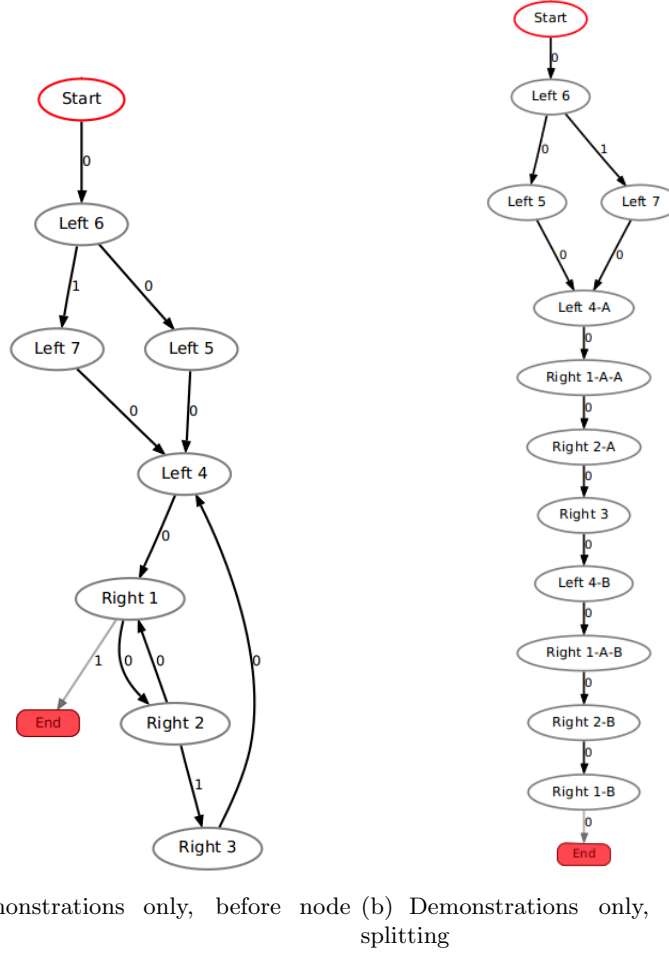 Start
0
Left 6
1
0
Left 7
Left 5
0
0
Left 4
0
Right 1
1
0
0
0
End
Right 2
1
Right 3
Start
0
Left 6
0
1
Left 5
Left 7
0
0
Left 4-A
0
Right 1-A-A
0
Right 2-A
0
Right 3
0
Left 4-B
0
Right 1-A-B
0
Right 2-B
0
Right 1-B
0
End
only, before node
(b) Demonstrations only,
splitting